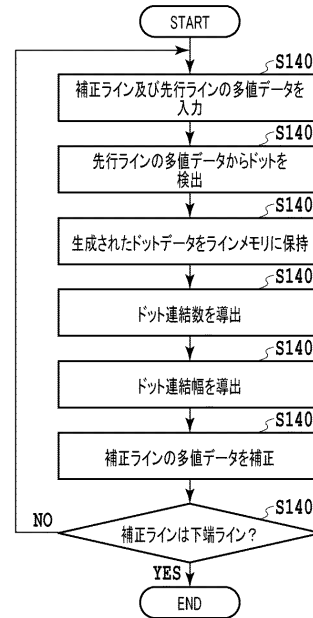 START
S140
補正ライン及び先行ラインの多値データを
入力
S140
先行ラインの多値データからドットを
検出
S140
生成されたドットデータをラインメモリに保持
S140
ドット連結数を導出
S140
ドット連結幅を導出
S140
補正ラインの多値データを補正
S140
補正ラインは下端ライン?
NO
YES
END